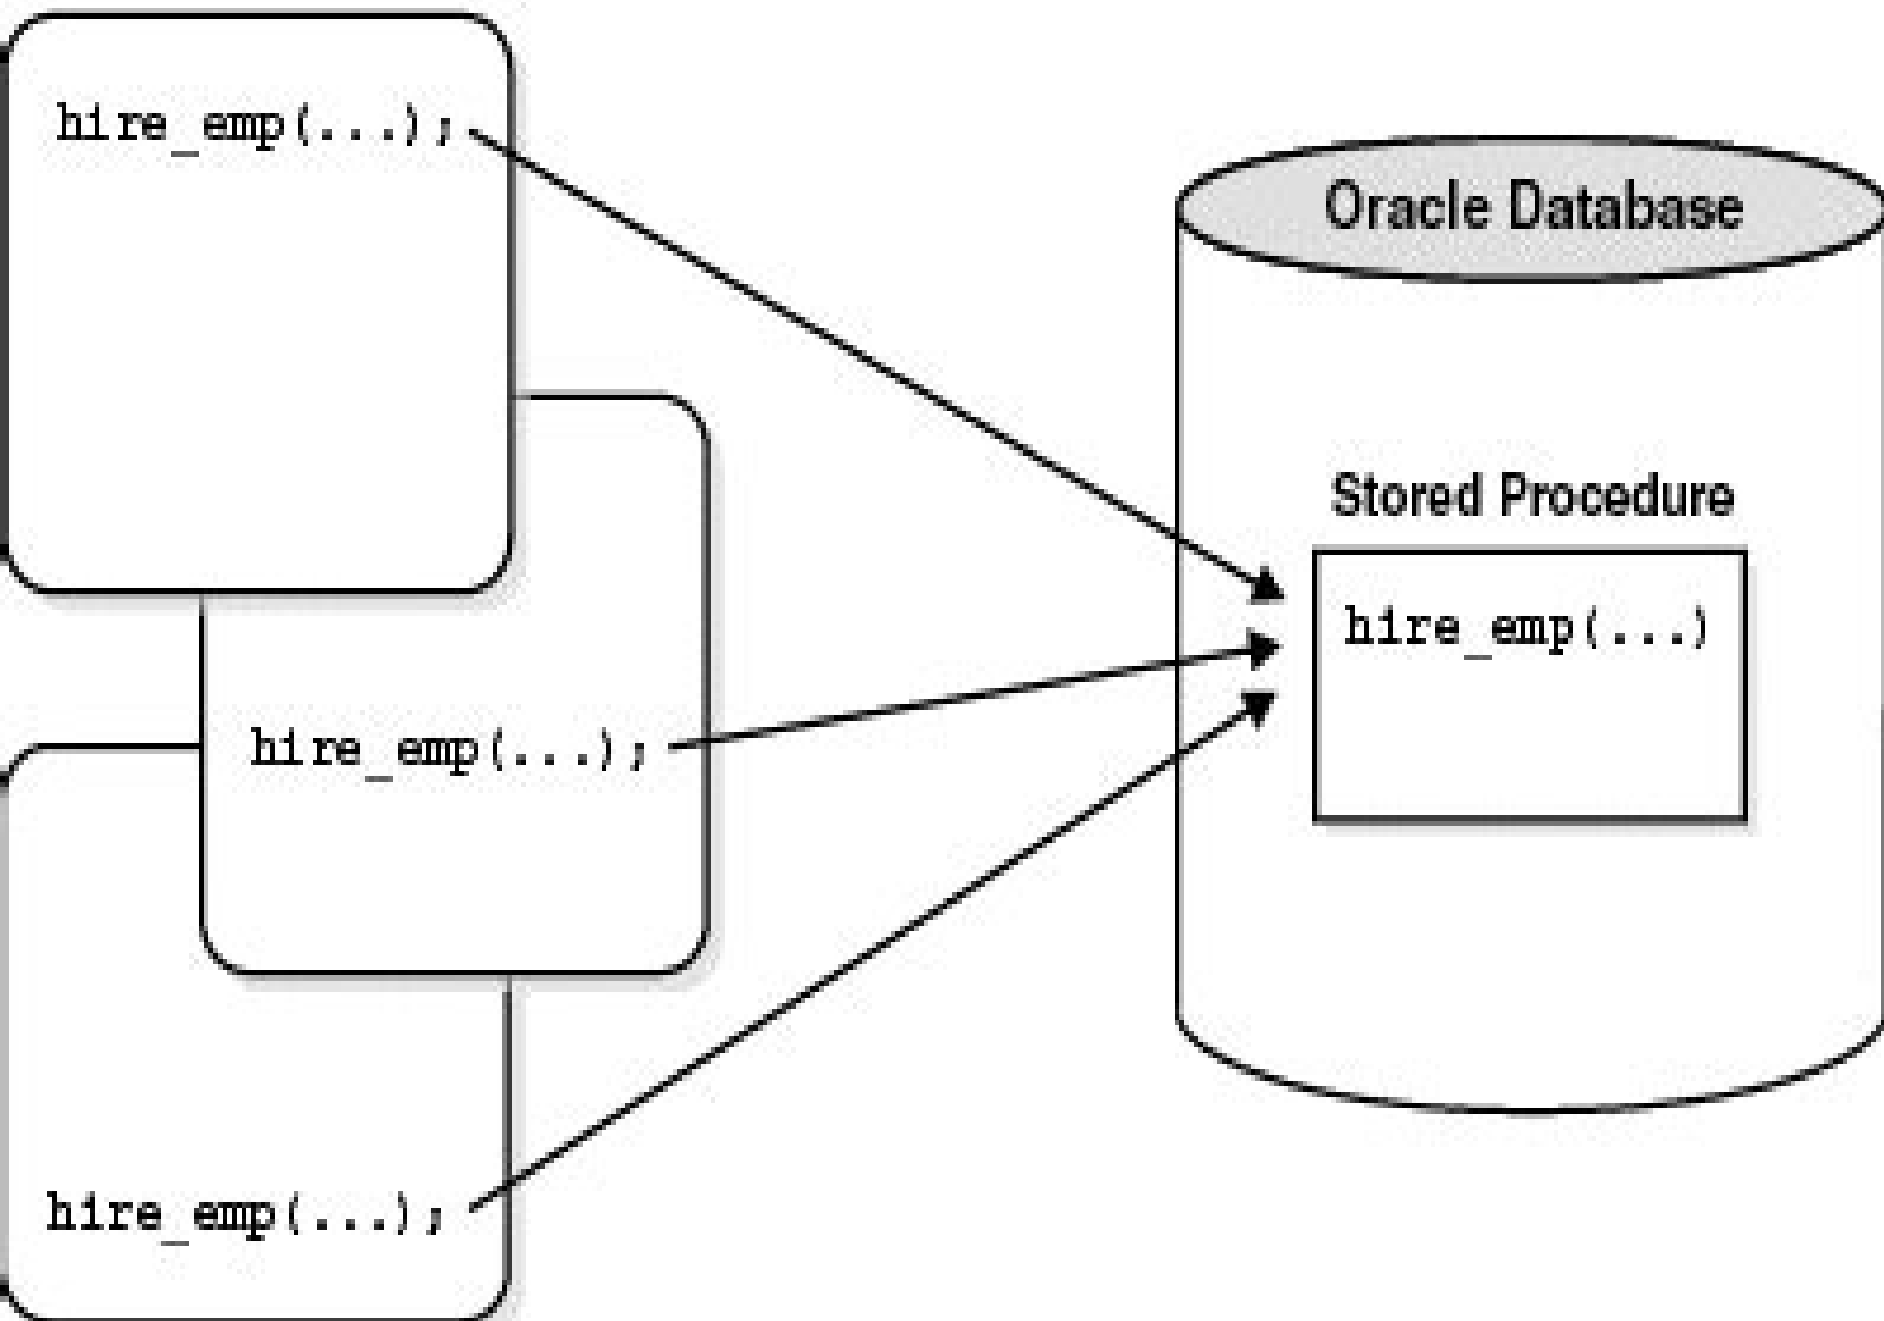 hire_emp(...);
Oracle Database
Stored Procedure
hire_emp(...)
hire_emp(...);
hire_emp(...);